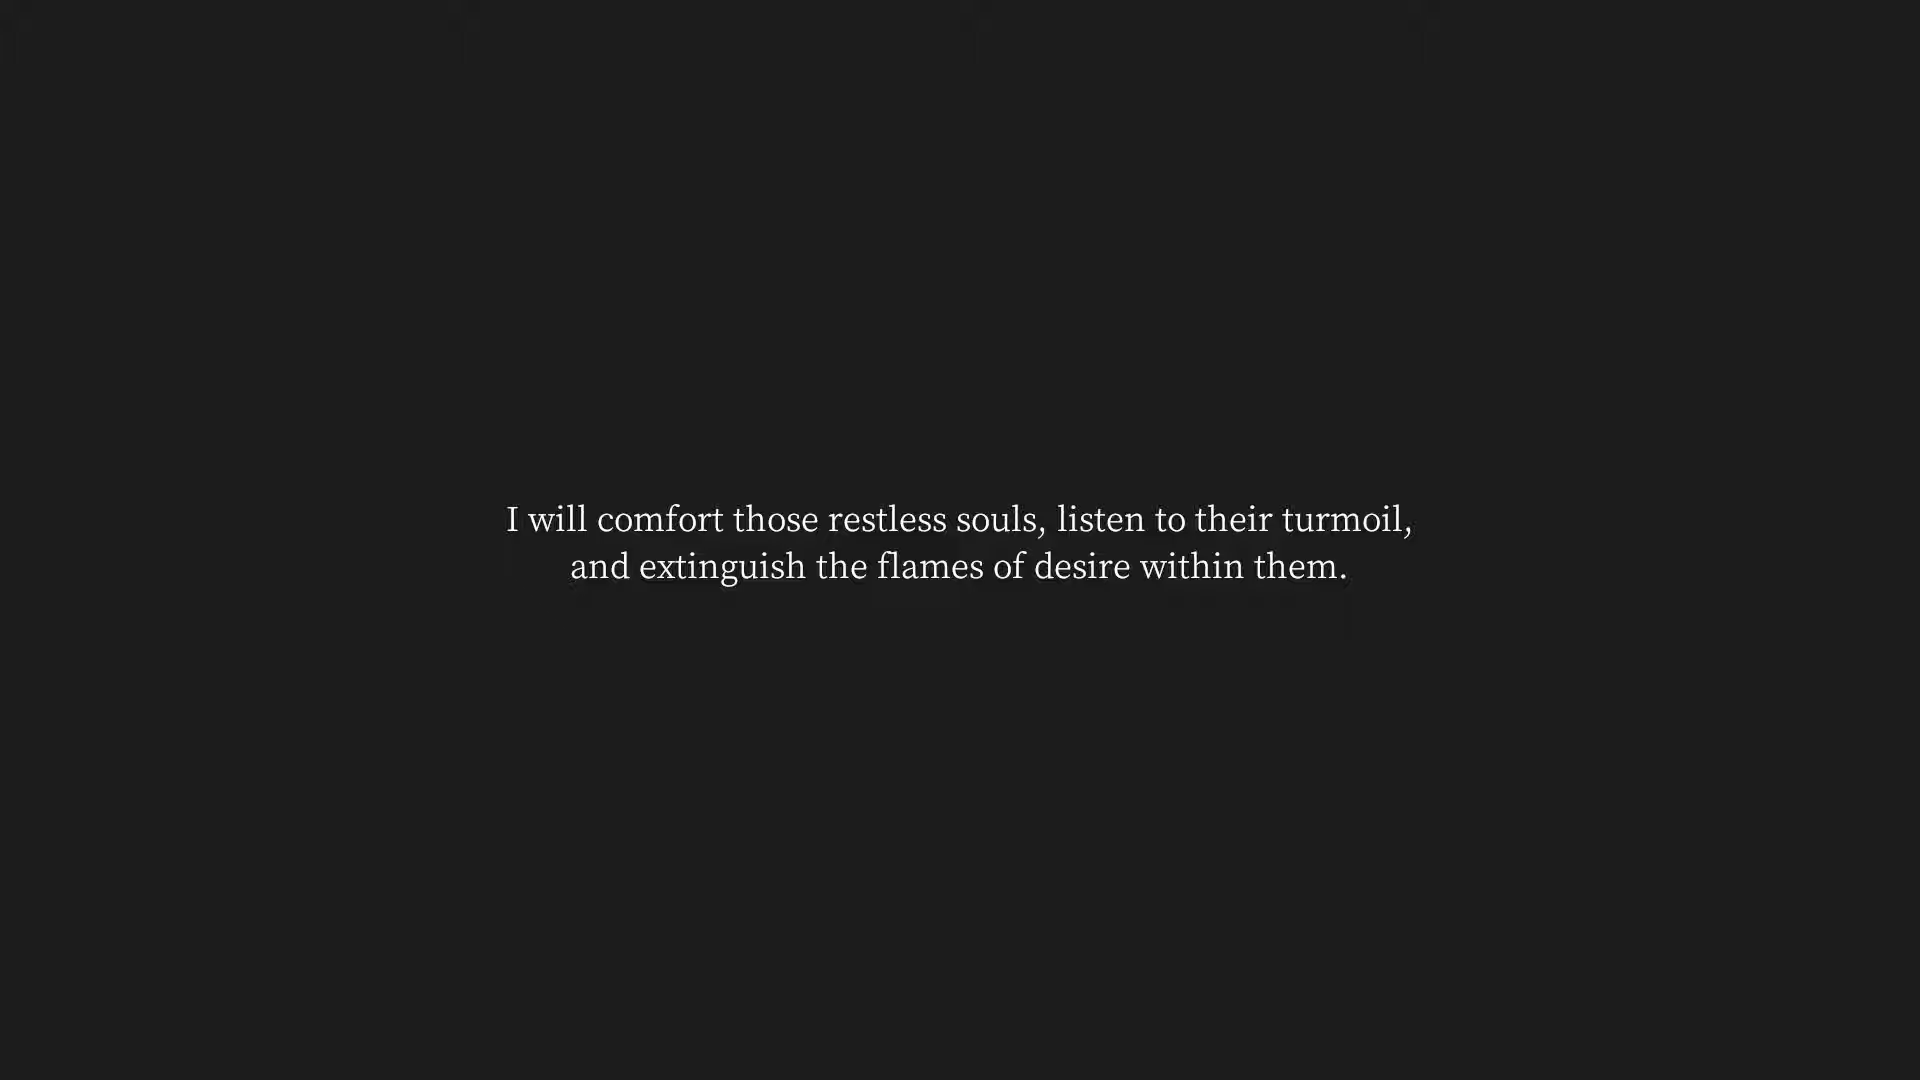 I will comfort those restless souls, listen to their turmoil,
and extinguish the flames of desire within them.